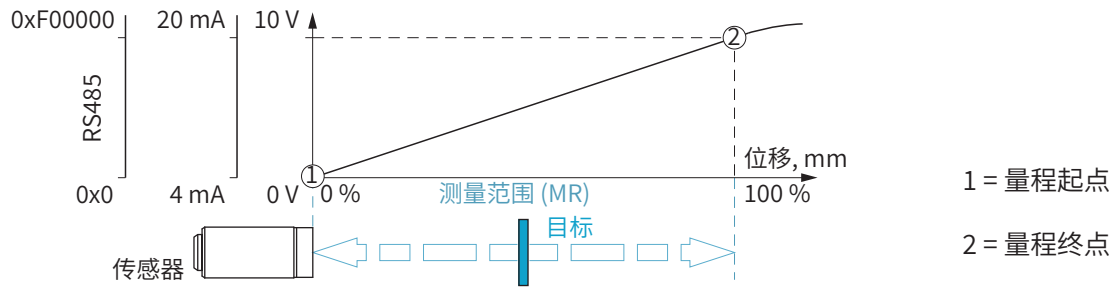 0xF00000 20 mA 10 V
2
RS485
位移, mm
1
0x0 4 mA 0 V 0 % 测量范围 (MR) 100 %
1 = 量程起点
目标
2 = 量程终点
传感器